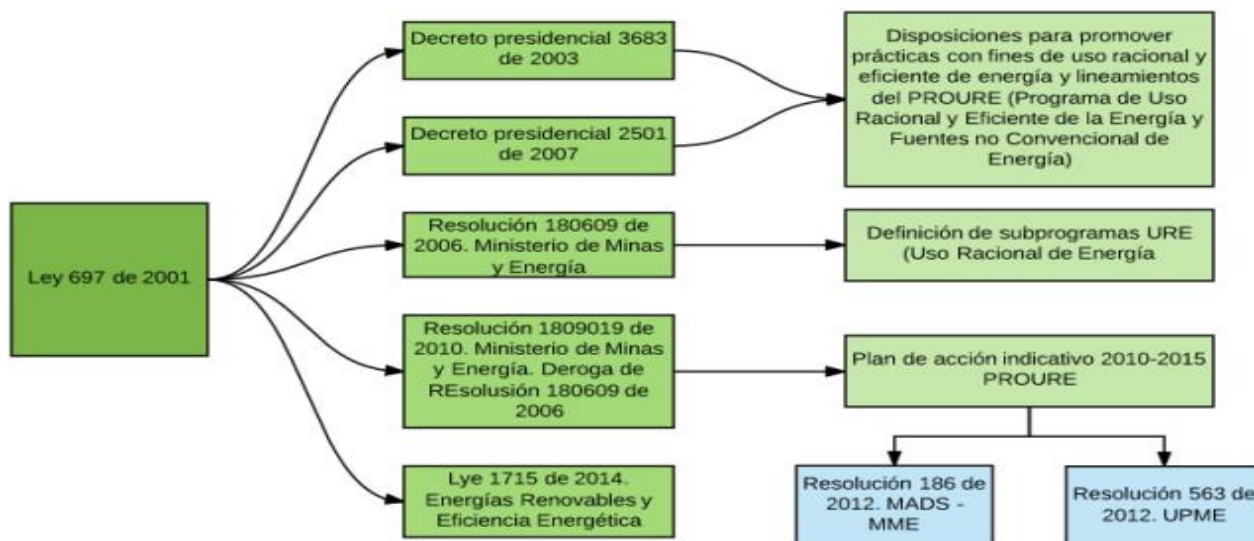 Decreto presidencial 3683
de 2003
Disposiciones para promover
prácticas con fines de uso racional y
eficiente de energía y lineamientos
del PROURE (Programa de Uso
Racional y Eficiente de la Energía y
Fuentes no Convencional de
Energía)
Decreto presidencial 2501
de 2007
Ley 697 de 2001
Resolución 180609 de
2006. Ministerio de Minas
y Energía
Definición de subprogramas URE
(Uso Racional de Energía
Resolución 1809019 de
2010. Ministerio de Minas
y Energía. Deroga de
REsolusión 180609 de
2006
Plan de acción indicativo 2010-2015
PROURE
Lye 1715 de 2014.
Energías Renovables y
Eficiencia Energética
Resolución 186 de
2012. MADS -
MME
Resolución 563 de
2012. UPME